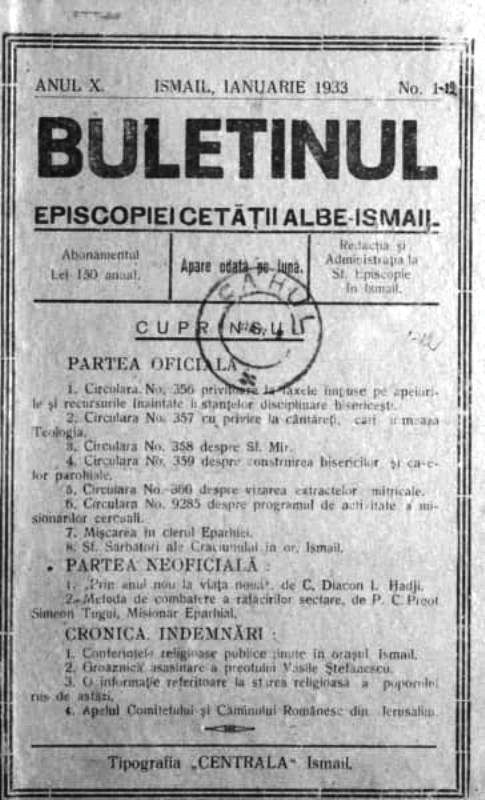 ANUL X. ISMAIL, IANUARIE 1933 No. 1-12
BULETINUL
EPISCOPIEI CETĂȚII ALBE-ISMAIL
Abonamentul
Lei 150 anual.
Apare odată pe lună.
Redacția și
Administrația la
Sf. Episcopie
în Ismail.
CAHUL
CUPRINSUL
PARTEA OFICIALĂ
1. Circulara No. 356 privitoare la taxele impuse pe apeluri-
le și recursurile înaintate instanțelor disciplinare bisericești.
2. Circulara No. 357 cu privire la cântăreți, cari urmează
Teologia.
3. Circulara No. 358 despre Sf. Mir.
4. Circulara No. 359 despre construirea bisericilor și case-
lor parohiale.
5. Circulara No. 360 despre vizarea extractelor mitricale.
6. Circulara No. 9285 despre programul de activitate a mi-
sionarilor cercuali.
7. Mișcarea în clerul Eparhiei.
8. Sf. Sărbători ale Crăciunului în or. Ismail.
PARTEA NEOFICIALĂ :
1. „Prin anul nou la viața nouă", de C. Diacon I. Hadji.
2. Metoda de combatere a rătăcirilor sectare, de P. C. Preot
Simeon Tugui, Misionar Eparhial.
CRONICA. INDEMNĂRI :
1. Conferințele religioase publice ținute în orașul Ismail.
2. Groaznica asasinare a preotului Vasile Ștefănescu.
3. O informație referitoare la starea religioasă a poporului
rus de astăzi.
4. Apelul Comitetului și Căminului Românesc din Ierusalim.
Tipografia „CENTRALA" Ismail.